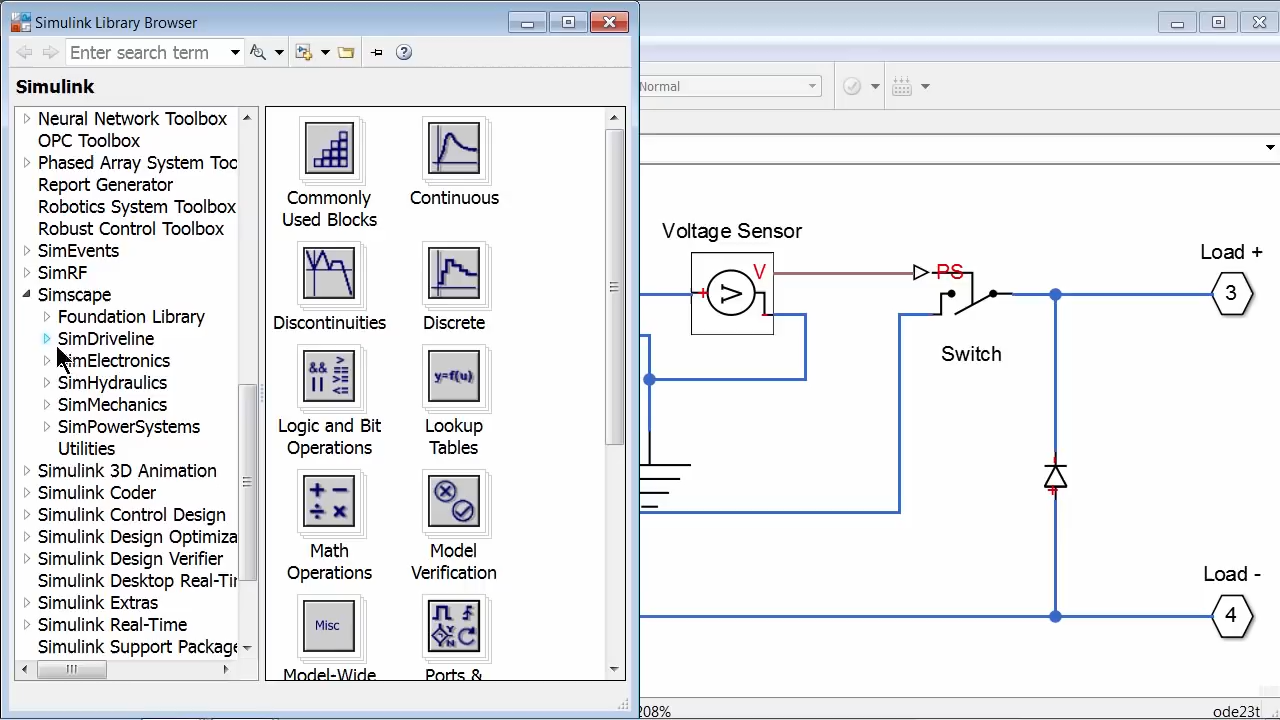 Simulink Library Browser
Enter search term
Normal
Simulink
Neural Network Toolbox
OPC Toolbox
Phased Array System Too
Report Generator
Robotics System Toolbox
Robust Control Toolbox
SimEvents
SimRF
Simscape
Foundation Library
SimDriveline
SimElectronics
SimHydraulics
SimMechanics
SimPowerSystems
Utilities
Simulink 3D Animation
Simulink Coder
Simulink Control Design
Simulink Design Optimiza
Simulink Design Verifier
Simulink Desktop Real-Tim
Simulink Extras
Simulink Real-Time
Simulink Support Package
Commonly
Used Blocks
Continuous
Discontinuities
Discrete
&& >
|| >=
== <=
Logic and Bit
Operations
y=f(u)
Lookup
Tables
+ −
÷ ×
Math
Operations
Model
Verification
Misc
Model-Wide
Ports &
Voltage Sensor
V
+
V
PS
Switch
Load +
3
+
Load -
4
208%
ode23t